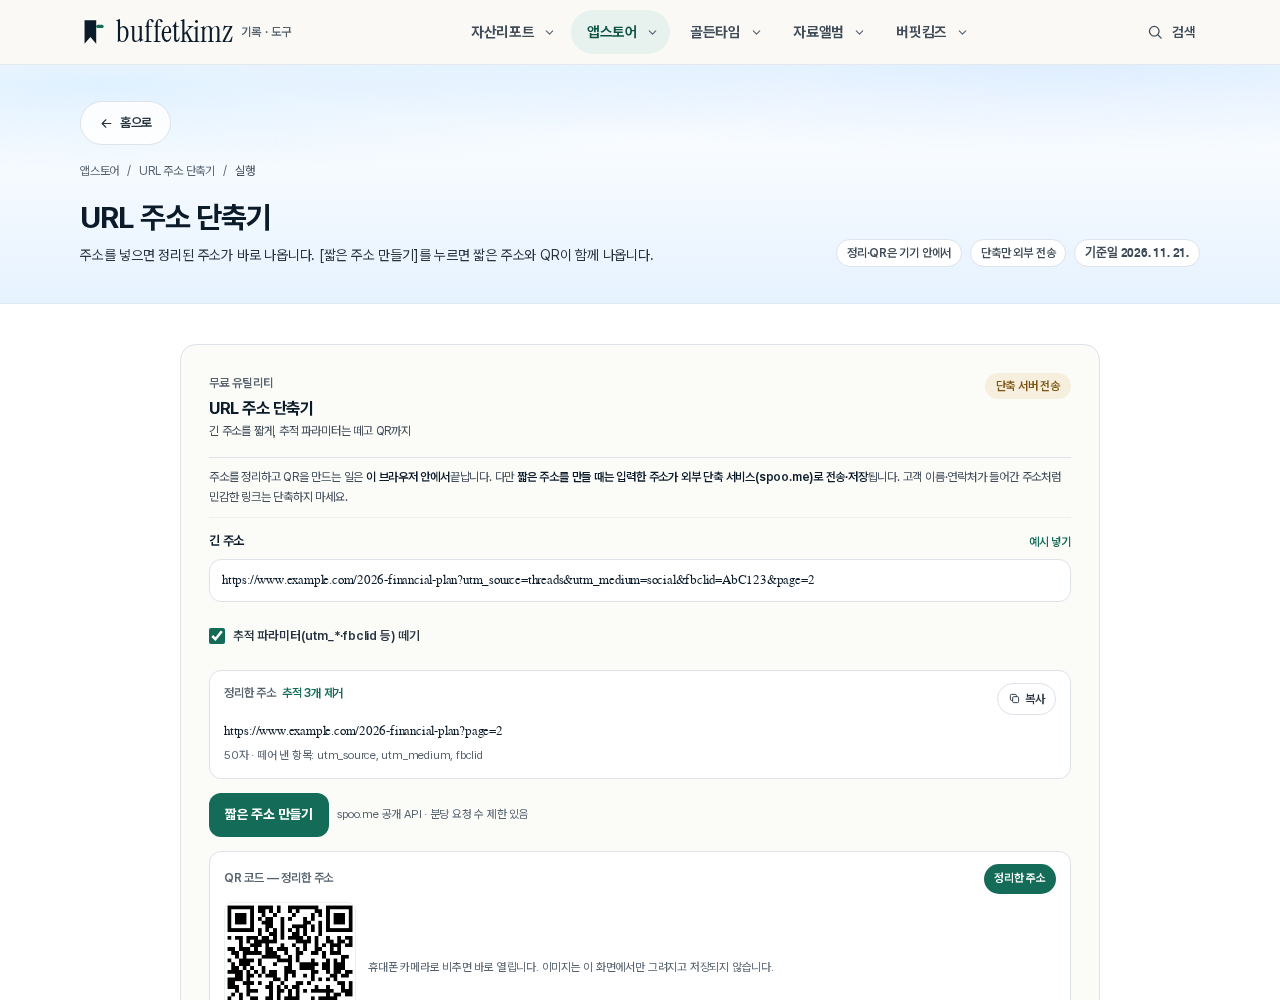 buffetkimz 기록 · 도구
자산리포트 앱스토어 골든타임 자료앨범 버핏킴즈 검색
← 홈으로
앱스토어 / URL 주소 단축기 / 실행
URL 주소 단축기
주소를 넣으면 정리된 주소가 바로 나옵니다. [짧은 주소 만들기]를 누르면 짧은 주소와 QR이 함께 나옵니다.
정리·QR은 기기 안에서 단축만 외부 전송 기준일 2026. 11. 21.
무료 유틸리티
단축 서버 전송
URL 주소 단축기
긴 주소를 짧게, 추적 파라미터는 떼고 QR까지
주소를 정리하고 QR을 만드는 일은 이 브라우저 안에서 끝납니다. 다만 짧은 주소를 만들 때는 입력한 주소가 외부 단축 서비스(spoo.me)로 전송·저장됩니다. 고객 이름·연락처가 들어간 주소처럼
민감한 링크는 단축하지 마세요.
긴 주소 예시 넣기
https://www.example.com/2026-financial-plan?utm_source=threads&utm_medium=social&fbclid=AbC123&page=2
추적 파라미터(utm_*·fbclid 등) 떼기
정리한 주소 추적 3개 제거 복사
https://www.example.com/2026-financial-plan?page=2
50자 · 떼어 낸 항목: utm_source, utm_medium, fbclid
짧은 주소 만들기 spoo.me 공개 API · 분당 요청 수 제한 있음
QR 코드 — 정리한 주소 정리한 주소
휴대폰 카메라로 비추면 바로 열립니다. 이미지는 이 화면에서만 그려지고 저장되지 않습니다.